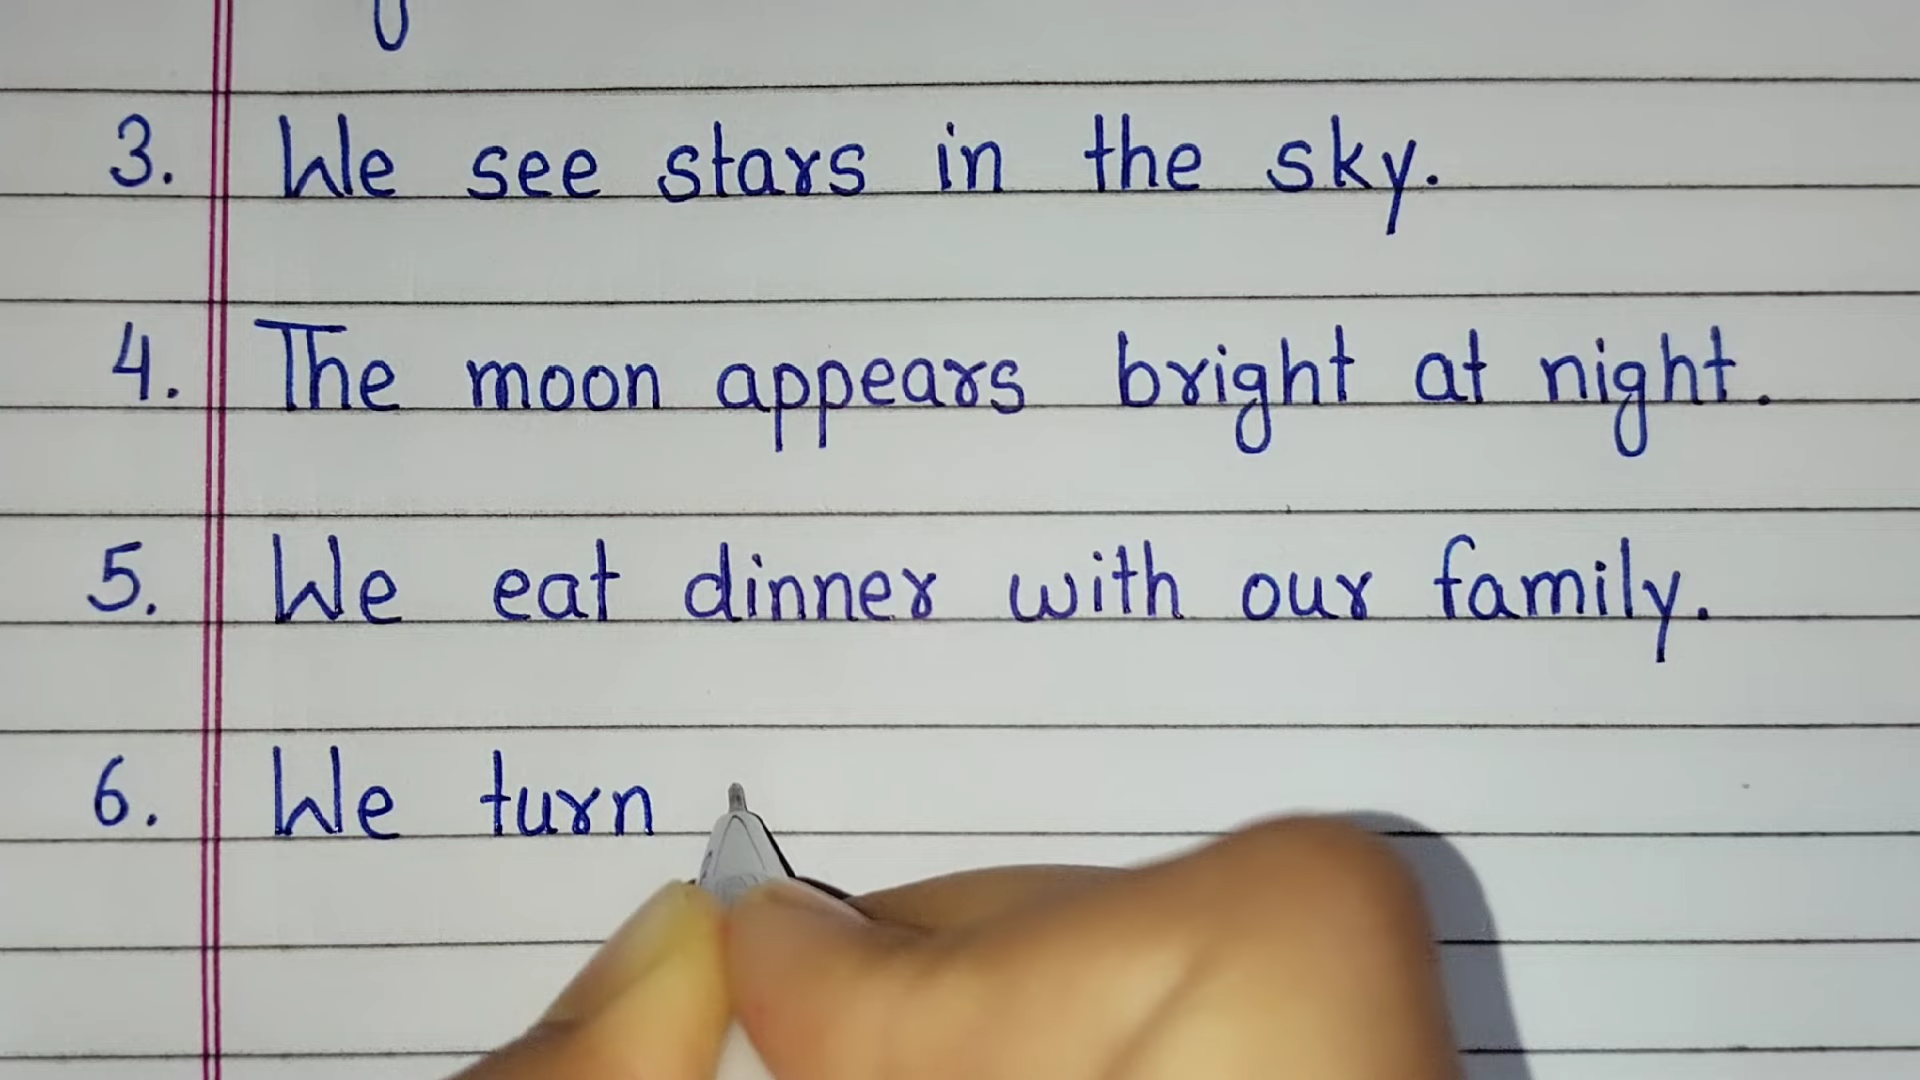 3. We see stars in the sky.
4. The moon appears bright at night.
5. We eat dinner with our family.
6. We turn